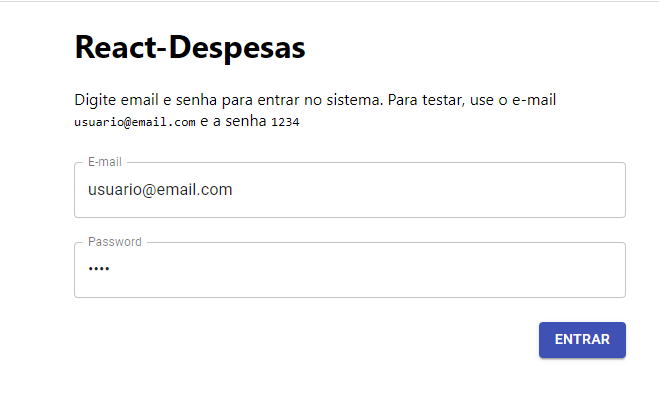 React-Despesas
Digite email e senha para entrar no sistema. Para testar, use o e-mail
usuario@email.com e a senha 1234
E-mail
usuario@email.com
Password
••••
ENTRAR